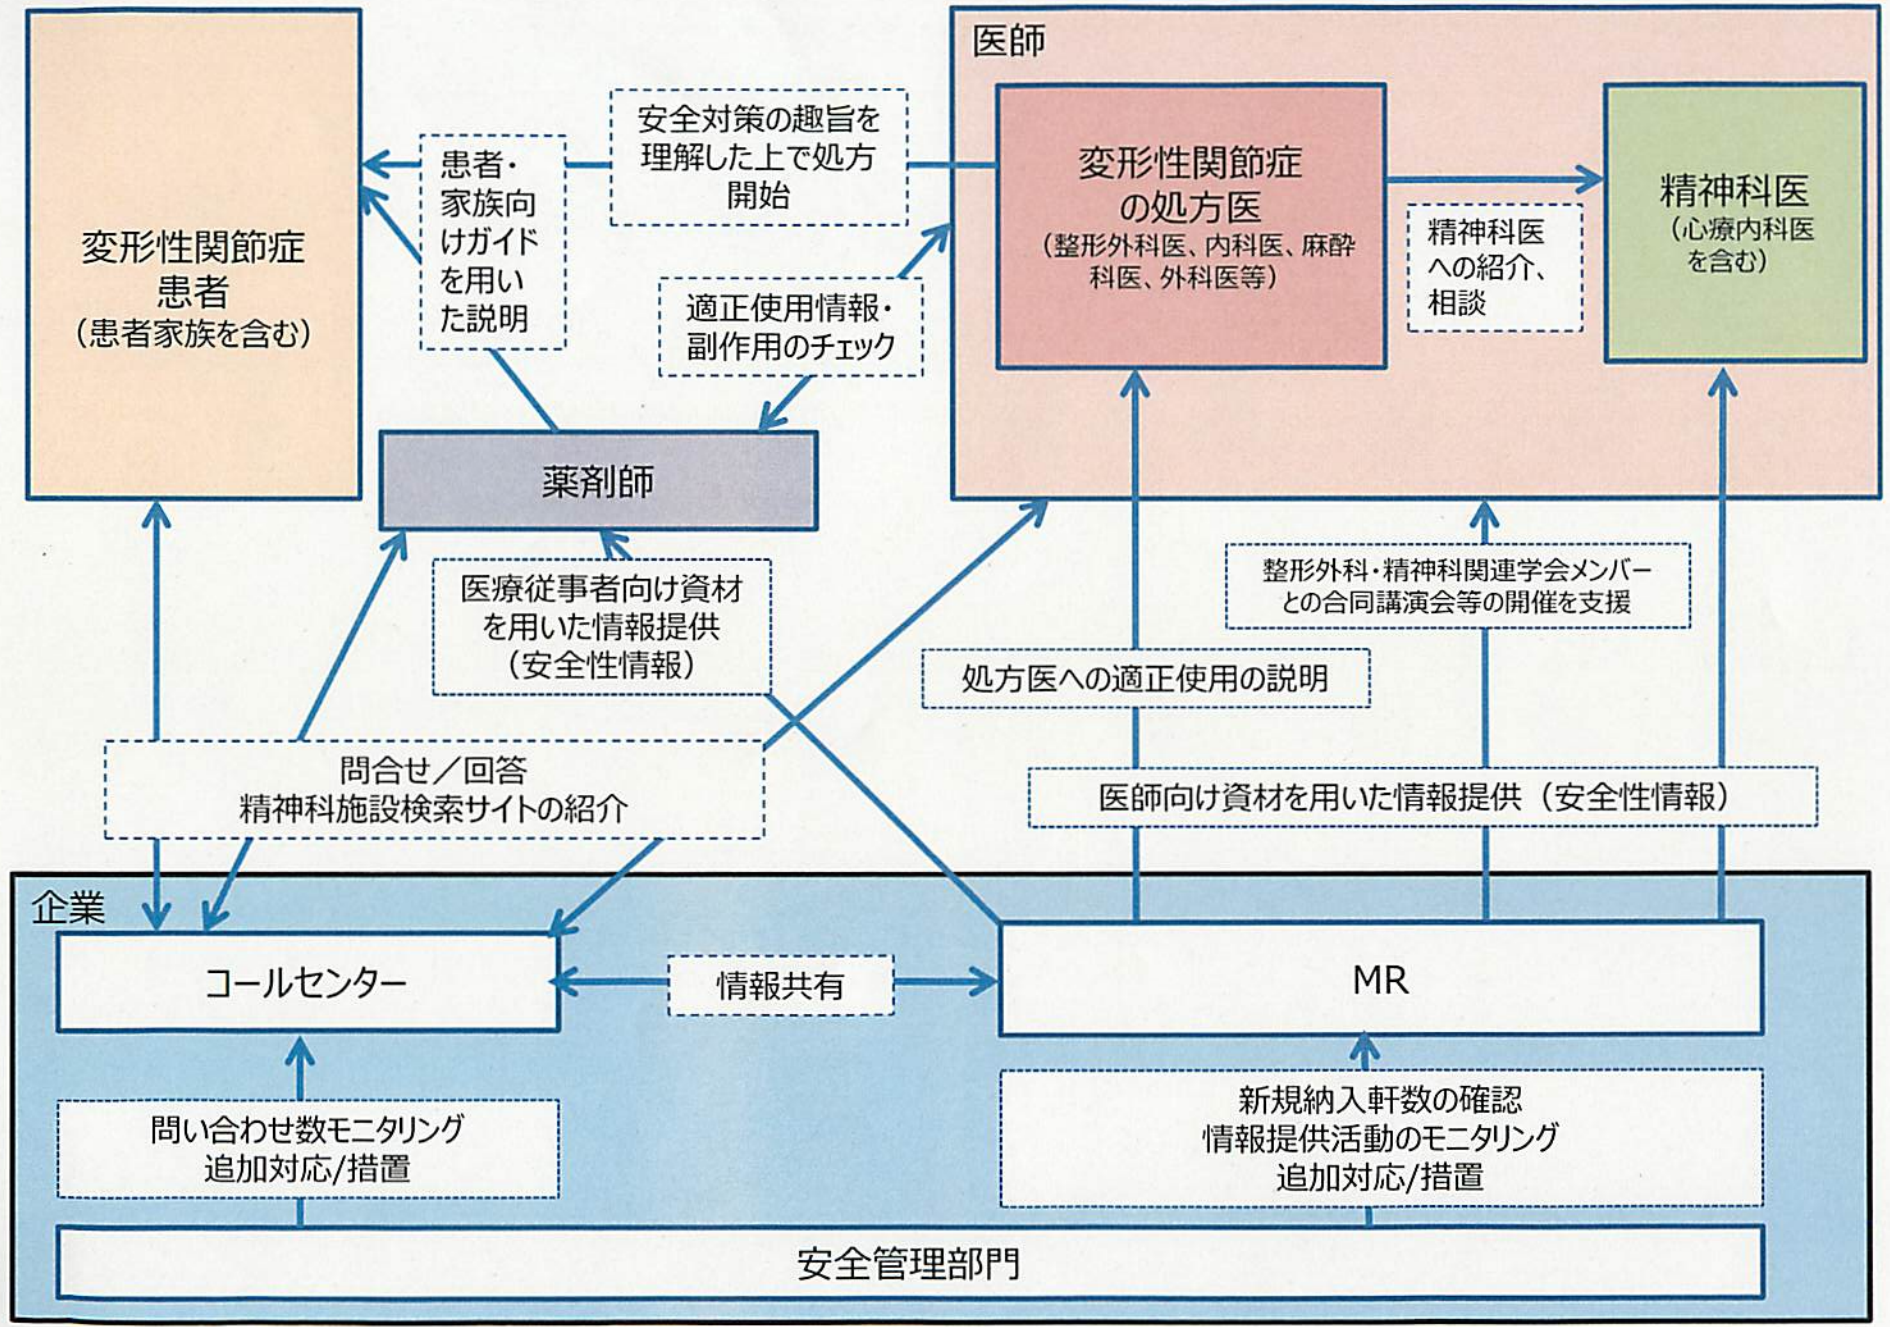 医師
変形性関節症
患者
（患者家族を含む）
患者・
家族向
けガイド
を用い
た説明
安全対策の趣旨を
理解した上で処方
開始
変形性関節症
の処方医
（整形外科医、内科医、麻酔
科医、外科医等）
精神科医
への紹介、
相談
精神科医
（心療内科医
を含む）
適正使用情報・
副作用のチェック
薬剤師
医療従事者向け資材
を用いた情報提供
（安全性情報）
整形外科・精神科関連学会メンバー
との合同講演会等の開催を支援
処方医への適正使用の説明
問合せ／回答
精神科施設検索サイトの紹介
医師向け資材を用いた情報提供（安全性情報）
企業
コールセンター
情報共有
MR
問い合わせ数モニタリング
追加対応/措置
新規納入軒数の確認
情報提供活動のモニタリング
追加対応/措置
安全管理部門